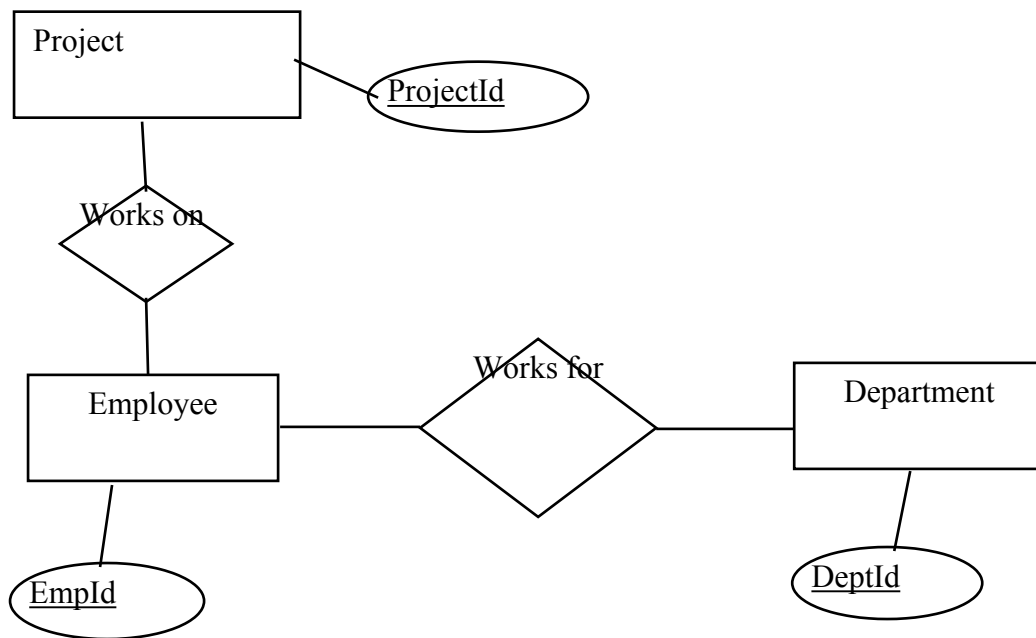 Project
ProjectId
Works on
Works for
Employee
Department
EmpId
DeptId